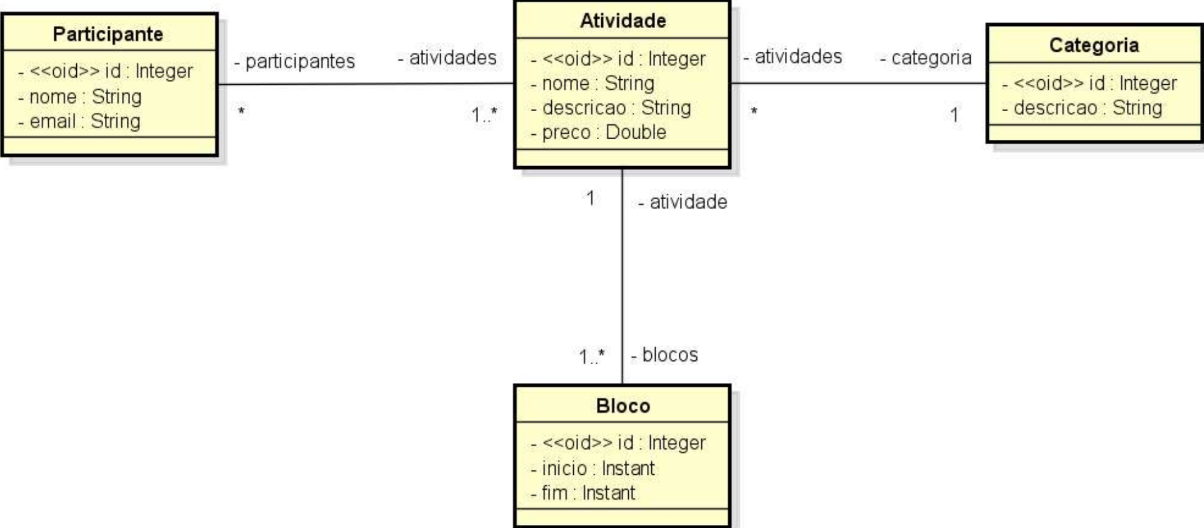 Participante
- <<oid>> id : Integer
- nome : String
- email : String
- participantes
*
- atividades
1..*
Atividade
- <<oid>> id : Integer
- nome : String
- descricao : String
- preco : Double
- atividades
*
- categoria
1
Categoria
- <<oid>> id : Integer
- descricao : String
1
- atividade
1..*
- blocos
Bloco
- <<oid>> id : Integer
- inicio : Instant
- fim : Instant